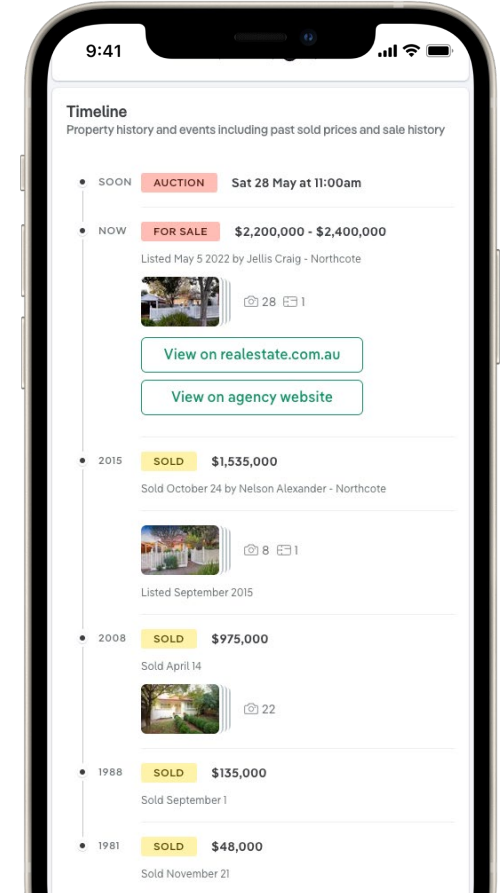 9:41
Timeline
Property history and events including past sold prices and sale history
SOON AUCTION Sat 28 May at 11:00am
NOW FOR SALE $2,200,000 - $2,400,000
Listed May 5 2022 by Jellis Craig - Northcote
28 1
View on realestate.com.au
View on agency website
2015 SOLD $1,535,000
Sold October 24 by Nelson Alexander - Northcote
8 1
Listed September 2015
2008 SOLD $975,000
Sold April 14
22
1988 SOLD $135,000
Sold September 1
1981 SOLD $48,000
Sold November 21